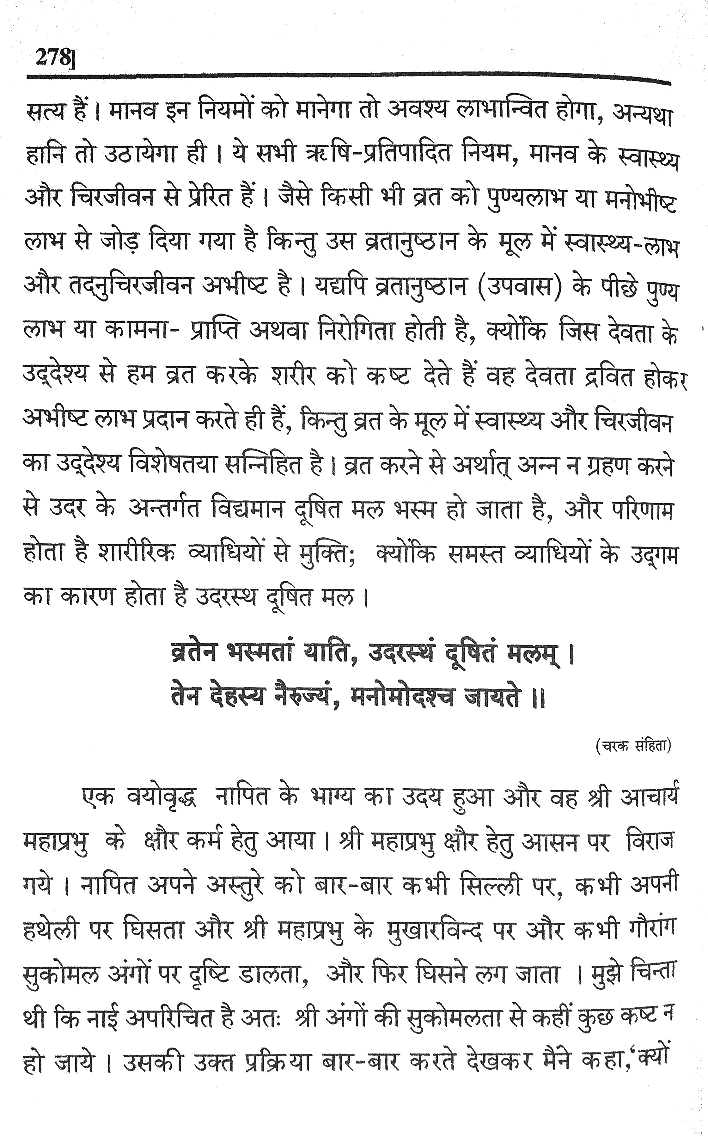 278]
सत्य हैं। मानव इन नियमों को मानेगा तो अवश्य लाभान्वित होगा, अन्यथा
हानि तो उठायेगा ही। ये सभी ऋषि-प्रतिपादित नियम, मानव के स्वास्थ्य
और चिरजीवन से प्रेरित हैं। जैसे किसी भी व्रत को पुण्यलाभ या मनोभीष्ट
लाभ से जोड़ दिया गया है किन्तु उस व्रतानुष्ठान के मूल में स्वास्थ्य-लाभ
और तदनुचिरजीवन अभीष्ट है। यद्यपि व्रतानुष्ठान (उपवास) के पीछे पुण्य
लाभ या कामना- प्राप्ति अथवा निरोगिता होती है, क्योंकि जिस देवता के
उद्देश्य से हम व्रत करके शरीर को कष्ट देते हैं वह देवता द्रवित होकर
अभीष्ट लाभ प्रदान करते ही हैं, किन्तु व्रत के मूल में स्वास्थ्य और चिरजीवन
का उद्देश्य विशेषतया सन्निहित है। व्रत करने से अर्थात् अन्न न ग्रहण करने
से उदर के अन्तर्गत विद्यमान दूषित मल भस्म हो जाता है, और परिणाम
होता है शारीरिक व्याधियों से मुक्ति; क्योंकि समस्त व्याधियों के उद्गम
का कारण होता है उदरस्थ दूषित मल।
व्रतेन भस्मतां याति, उदरस्थं दूषितं मलम्।
तेन देहस्य नैरुज्यं, मनोमोदश्च जायते॥
(चरक संहिता)
एक वयोवृद्ध नापित के भाग्य का उदय हुआ और वह श्री आचार्य
महाप्रभु के क्षौर कर्म हेतु आया। श्री महाप्रभु क्षौर हेतु आसन पर विराज
गये। नापित अपने अस्तुरे को बार-बार कभी सिल्ली पर, कभी अपनी
हथेली पर घिसता और श्री महाप्रभु के मुखारविन्द पर और कभी गौरांग
सुकोमल अंगों पर दृष्टि डालता, और फिर घिसने लग जाता । मुझे चिन्ता
थी कि नाई अपरिचित है अतः श्री अंगों की सुकोमलता से कहीं कुछ कष्ट न
हो जाये। उसकी उक्त प्रक्रिया बार-बार करते देखकर मैंने कहा,'क्यों